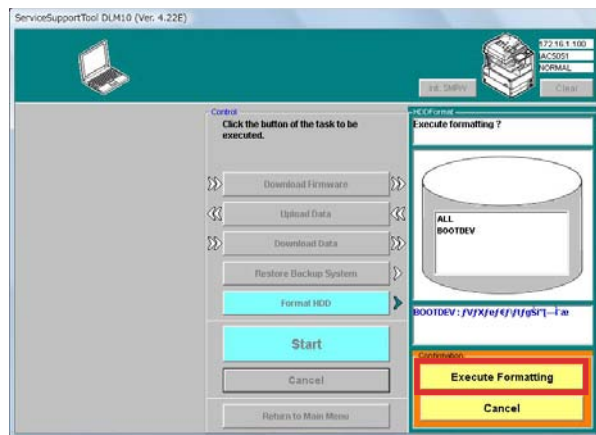 ServiceSupportTool DLM10 (Ver. 4.22E)
172.16.1.100
AC5051
NORMAL
Clear
Control
Click the button of the task to be
executed.
Download Firmware
Upload Data
Download Data
Restore Backup System
Format HDD
Start
Cancel
Return to Main Menu
HDDFormat
Execute formatting ?
ALL
BOOTDEV
BOOTDEV :
Confirmation
Execute Formatting
Cancel